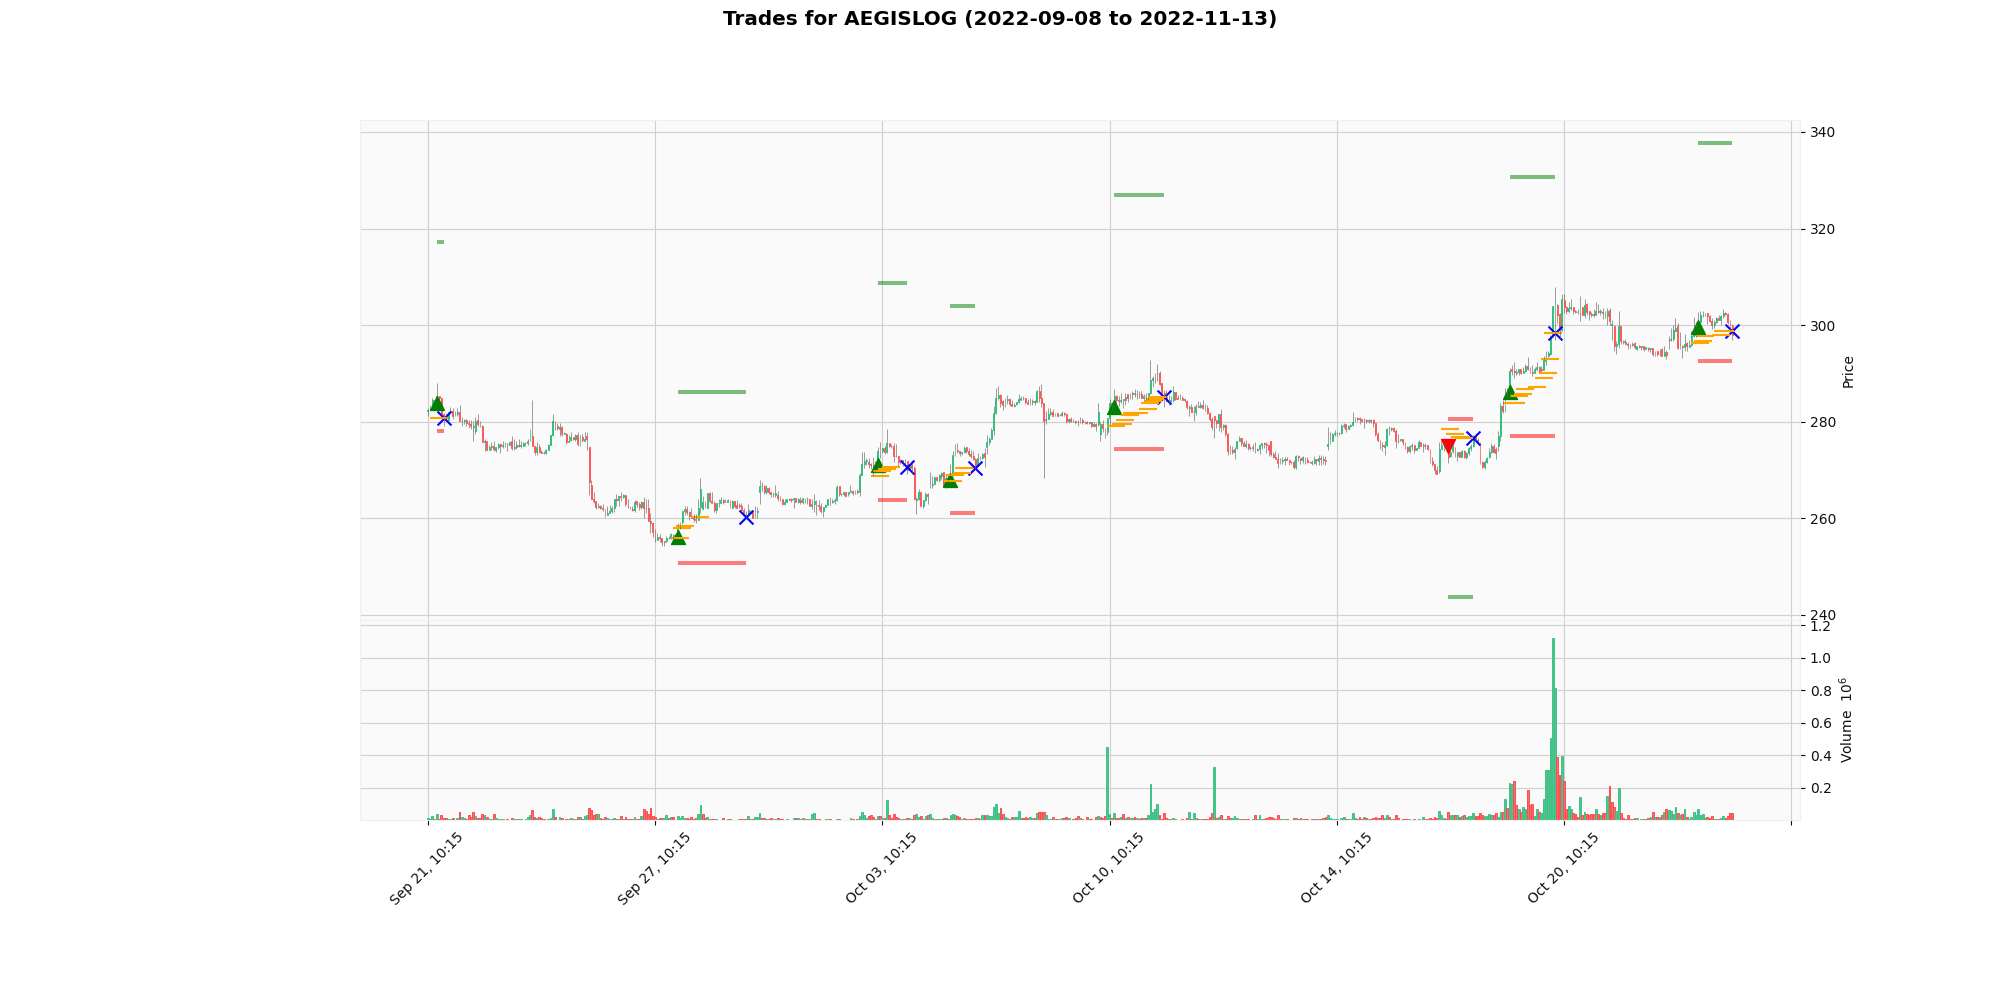 Trades for AEGISLOG (2022-09-08 to 2022-11-13)
340
320
300
280
260
240
Price
1.2
1.0
0.8
0.6
0.4
0.2
Volume 10^6
Sep 21, 10:15
Sep 27, 10:15
Oct 03, 10:15
Oct 10, 10:15
Oct 14, 10:15
Oct 20, 10:15